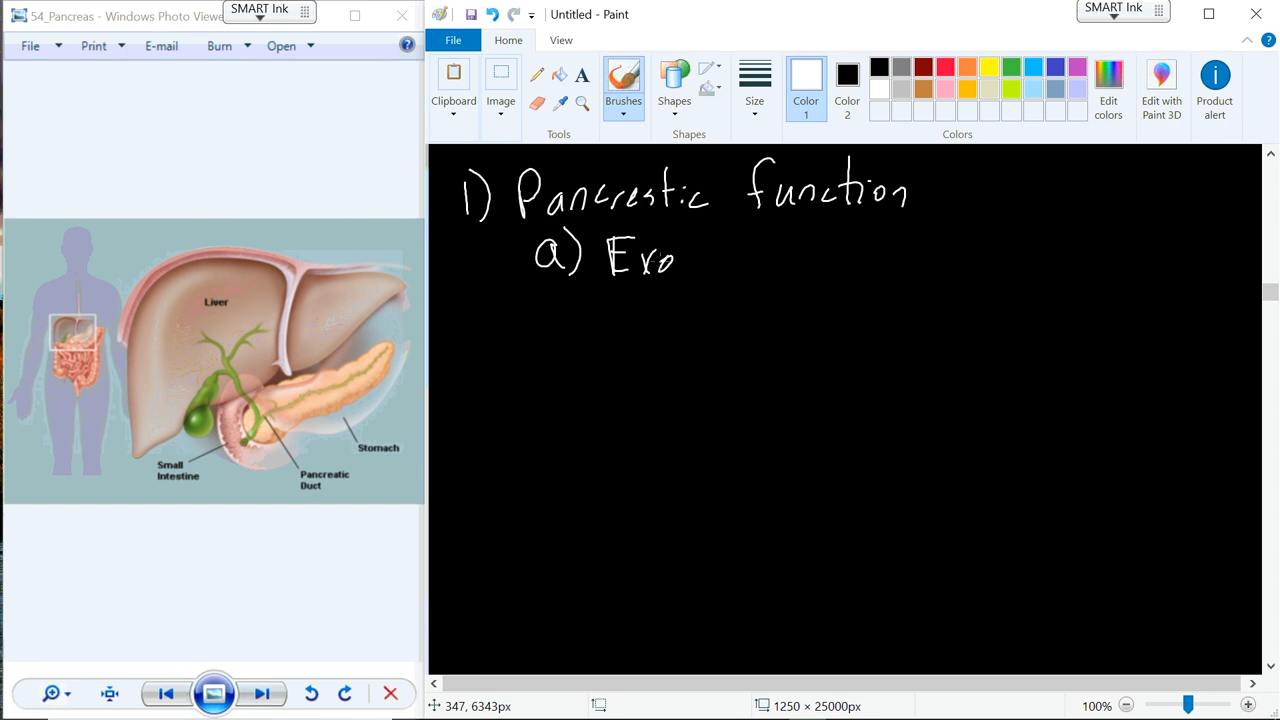 54_Pancreas - Windows Photo Viewe
SMART Ink
File Print E-mail Burn Open
Liver
Stomach
Small
Intestine
Pancreatic
Duct
Untitled - Paint
SMART Ink
File Home View
Clipboard
Image
Tools
Brushes
Shapes
Shapes
Size
Color
1
Color
2
Edit
colors
Colors
Edit with
Paint 3D
Product
alert
1) Pancrestic function
a) Exo
347, 6343px
1250 × 25000px
100%